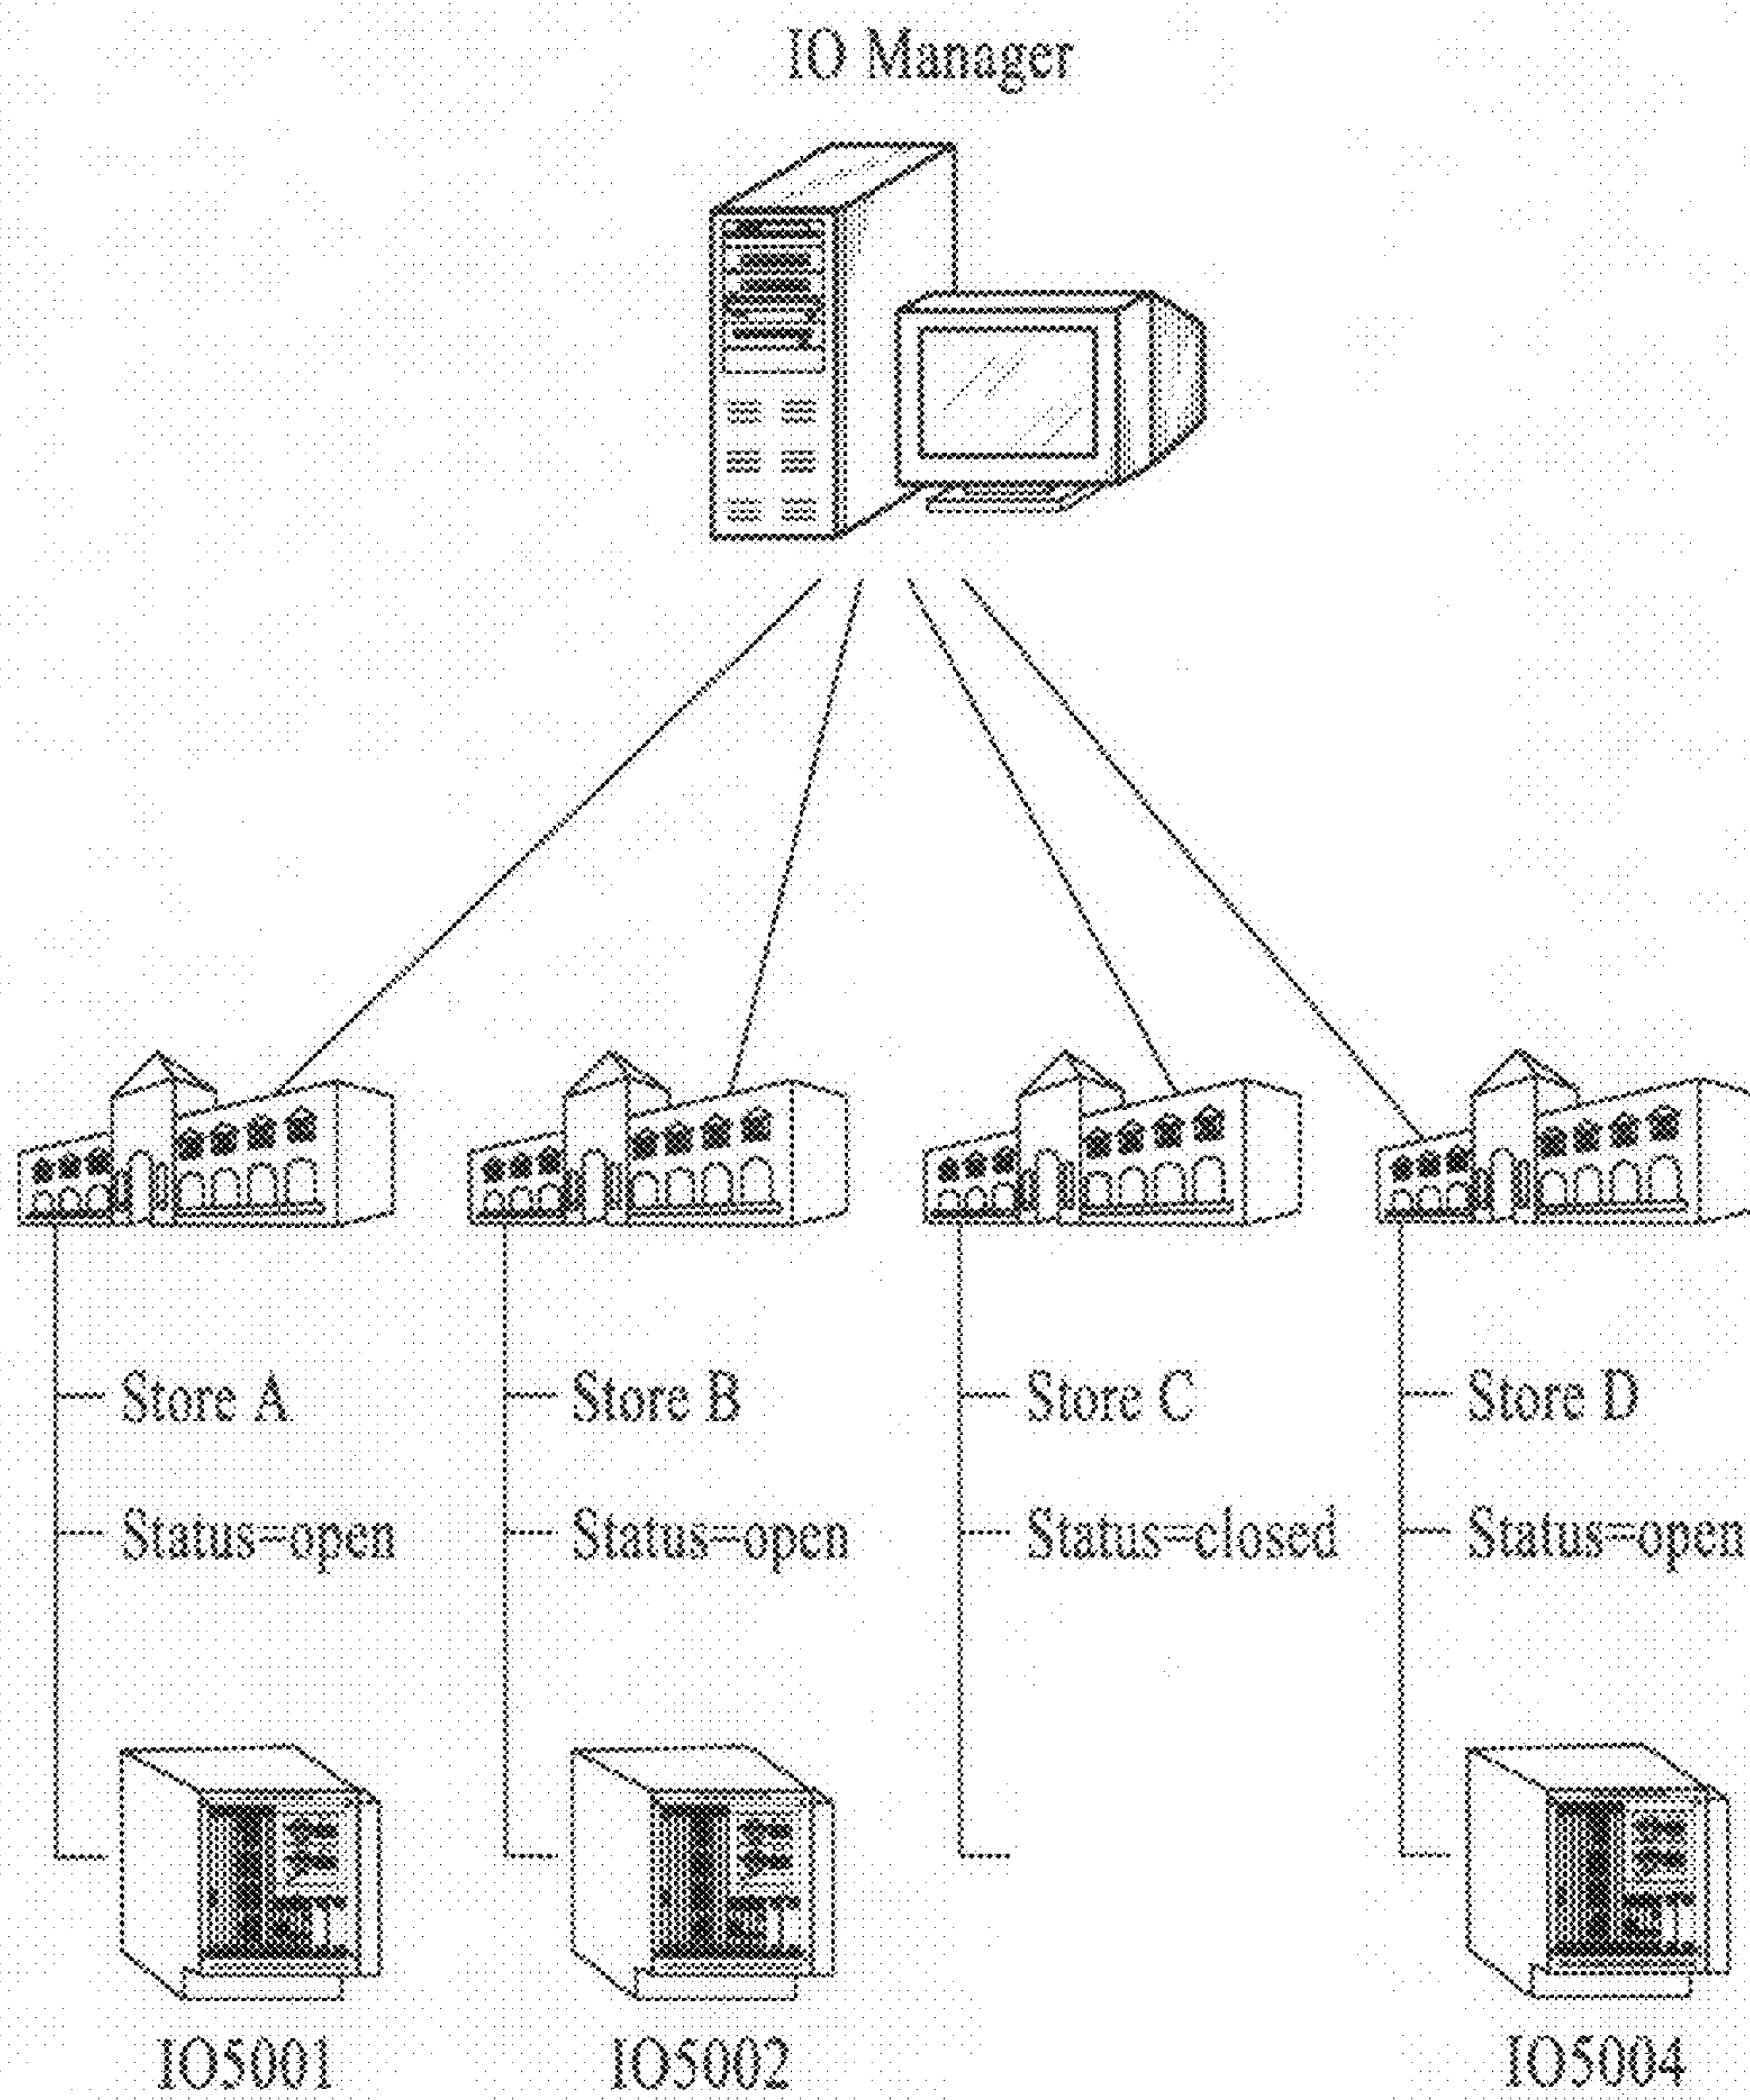 IO Manager
Store A
Store B
Store C
Store D
Status=open
Status=open
Status=closed
Status=open
IO5001
IO5002
IO5004